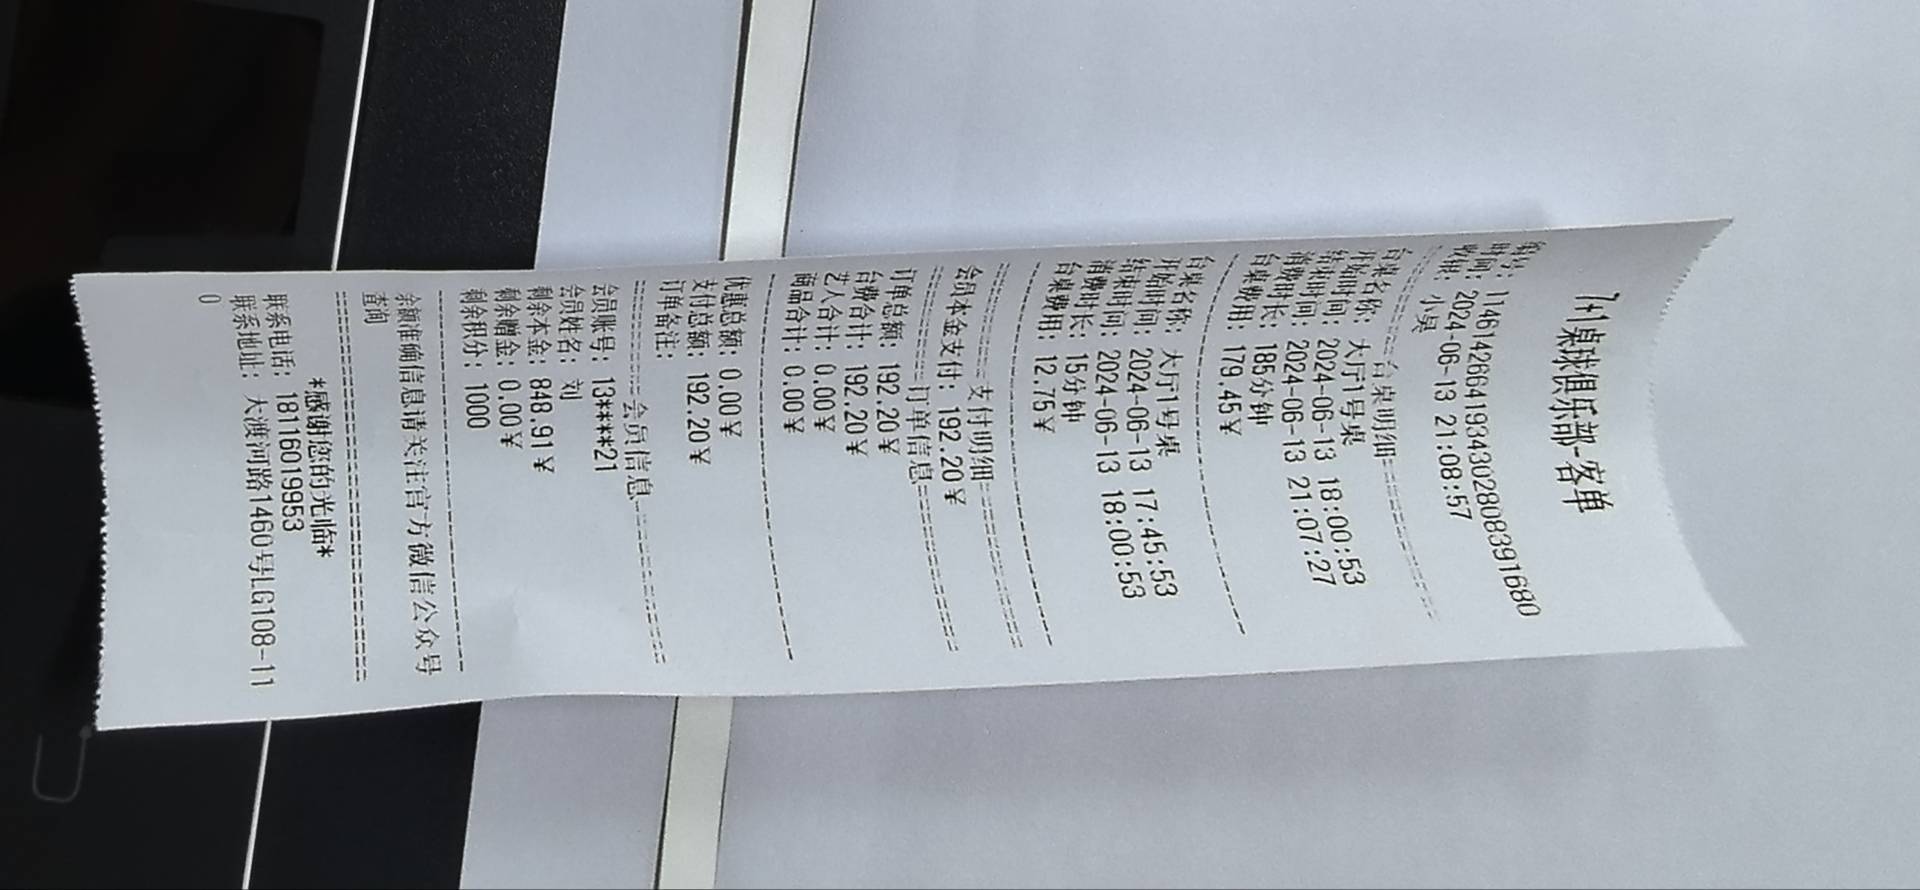 7+1桌球俱乐部-客单
编号: 1146142664193430280839​1680
时间: 2024-06-13 21:08:57
收银: 小吴
============台桌明细============
台桌名称: 大厅1号桌
开始时间: 2024-06-13 18:00:53
结束时间: 2024-06-13 21:07:27
消费时长: 185分钟
台桌费用: 179.45¥
--------------------------------
台桌名称: 大厅1号桌
开始时间: 2024-06-13 17:45:53
结束时间: 2024-06-13 18:00:53
消费时长: 15分钟
台桌费用: 12.75¥
--------------------------------
============支付明细============
会员本金支付: 192.20¥
============订单信息============
订单总额: 192.20¥
台费合计: 192.20¥
艺人合计: 0.00¥
商品合计: 0.00¥
--------------------------------
优惠总额: 0.00¥
支付总额: 192.20¥
订单备注:
============会员信息============
会员账号: 13****21
会员姓名: 刘
剩余本金: 848.91¥
剩余赠金: 0.00¥
剩余积分: 1000
--------------------------------
余额准确信息请关注官方微信公众号
查询
================================
*感谢您的光临*
联系电话: 18116019953
联系地址: 大渡河路1460号LG108-11
0